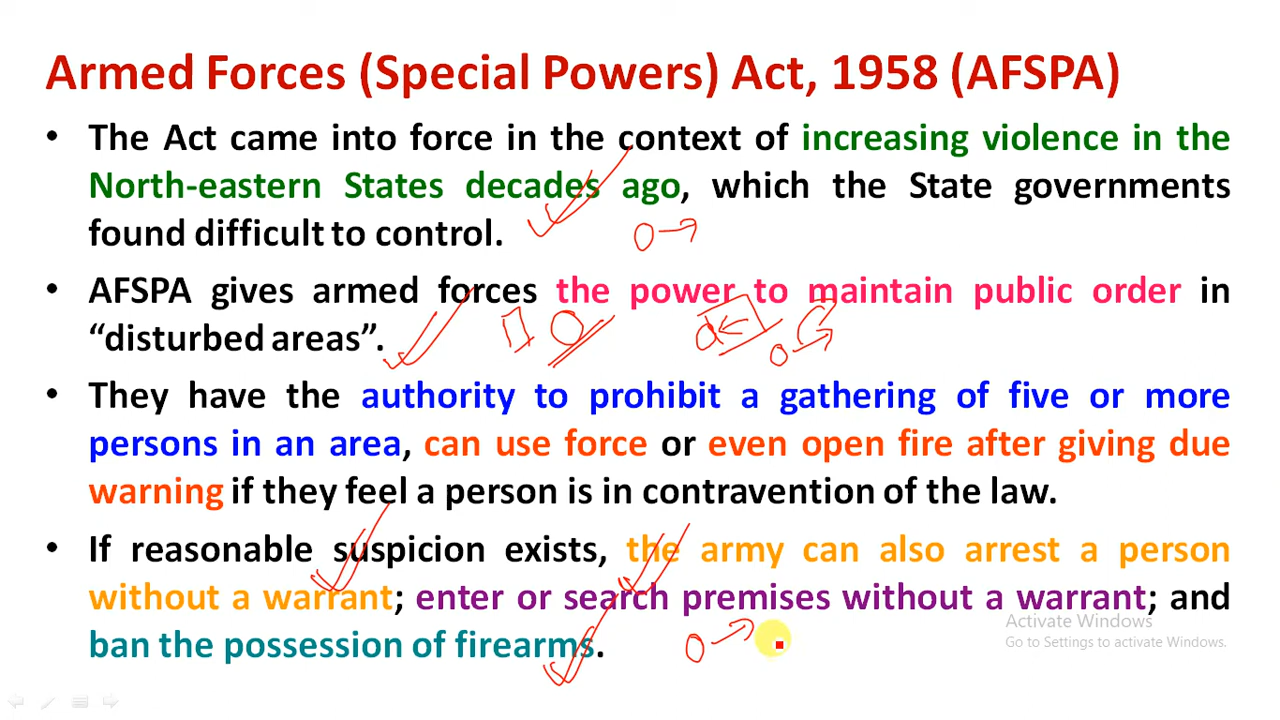 Armed Forces (Special Powers) Act, 1958 (AFSPA)
• The Act came into force in the context of increasing violence in the
North-eastern States decades ago, which the State governments
found difficult to control.
• AFSPA gives armed forces the power to maintain public order in
“disturbed areas”.
• They have the authority to prohibit a gathering of five or more
persons in an area, can use force or even open fire after giving due
warning if they feel a person is in contravention of the law.
• If reasonable suspicion exists, the army can also arrest a person
without a warrant; enter or search premises without a warrant; and
ban the possession of firearms.
Activate Windows
Go to Settings to activate Windows.